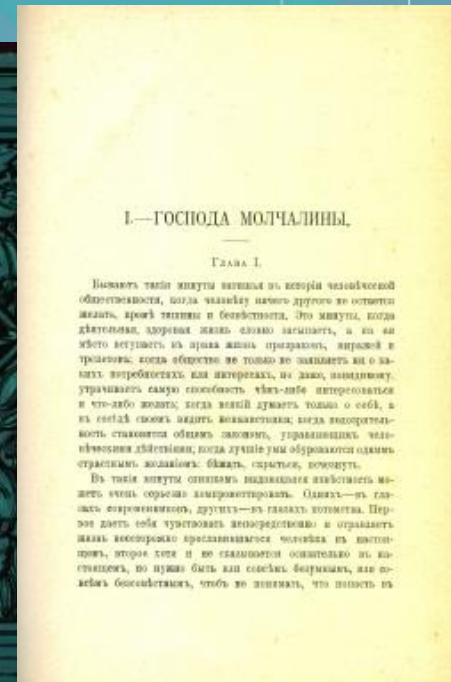 I.—ГОСПОДА МОЛЧАЛИНЫ.
Глава I.
Бываютъ такія минуты затишья въ исторіи человѣческой
общественности, когда человѣку ничего другого не остается
желать, кромѣ тишины и безвѣстности. Это минуты, когда
дѣятельная, здоровая жизнь словно засыпаетъ, а на ея
мѣсто вступаетъ въ права жизнь призраковъ, миражей и
трепетовъ; когда общество не только не заявляетъ ни о ка-
кихъ потребностяхъ или интересахъ, но даже, повидимому,
утрачиваетъ самую способность чѣмъ-либо интересоваться
и что-либо желать; когда всякій думаетъ только о себѣ, а
въ сосѣдѣ своемъ видитъ ненавистника; когда подозритель-
ность становится общимъ закономъ, управляющимъ чело-
вѣческими дѣйствіями; когда лучшіе умы обуреваются однимъ
страстнымъ желаніемъ: бѣжать, скрыться, исчезнуть.
Въ такія минуты слишкомъ выдающаяся извѣстность мо-
жетъ очень серьезно компрометтировать. Однихъ—въ гла-
захъ современниковъ, другихъ—въ глазахъ потомства. Пер-
вое даетъ себя чувствовать непосредственно и отравляетъ
жизнь неосторожно прославившагося человѣка въ настоя-
щемъ, второе хотя и не сказывается осязательно въ на-
стоящемъ, но нужно быть или совсѣмъ безумнымъ, или со-
всѣмъ безсовѣстнымъ, чтобъ не понимать, что попасть въ